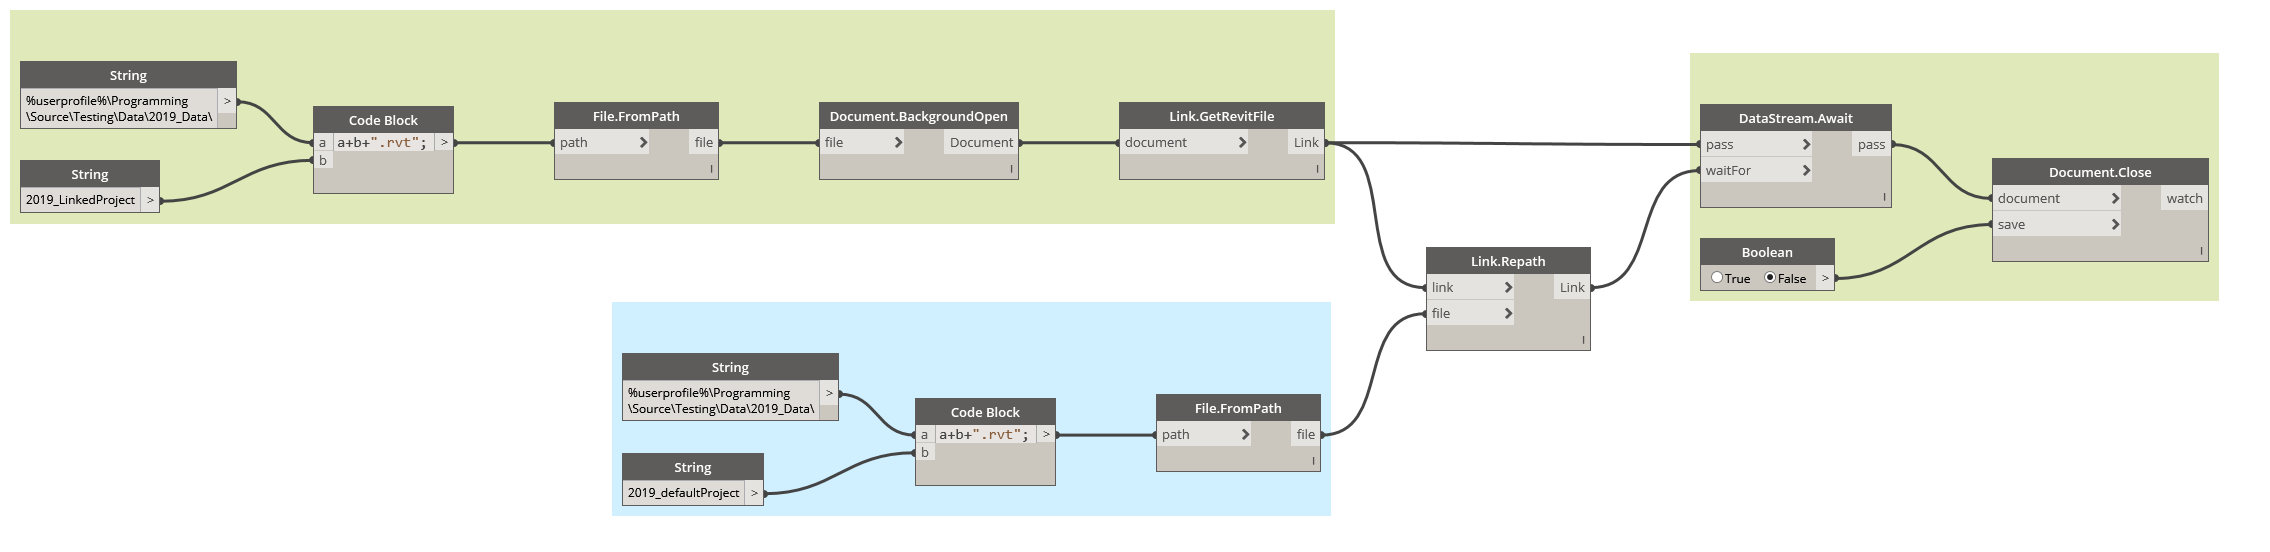 String
%userprofile%\Programming
\Source\Testing\Data\2019_Data\
>
String
2019_LinkedProject
>
Code Block
a
a+b+".rvt";
>
b
File.FromPath
path
file
Document.BackgroundOpen
file
Document
Link.GetRevitFile
document
Link
DataStream.Await
pass
pass
waitFor
Boolean
True
False
>
Document.Close
document
watch
save
Link.Repath
link
Link
file
String
%userprofile%\Programming
\Source\Testing\Data\2019_Data\
>
String
2019_defaultProject
>
Code Block
a
a+b+".rvt";
>
b
File.FromPath
path
file